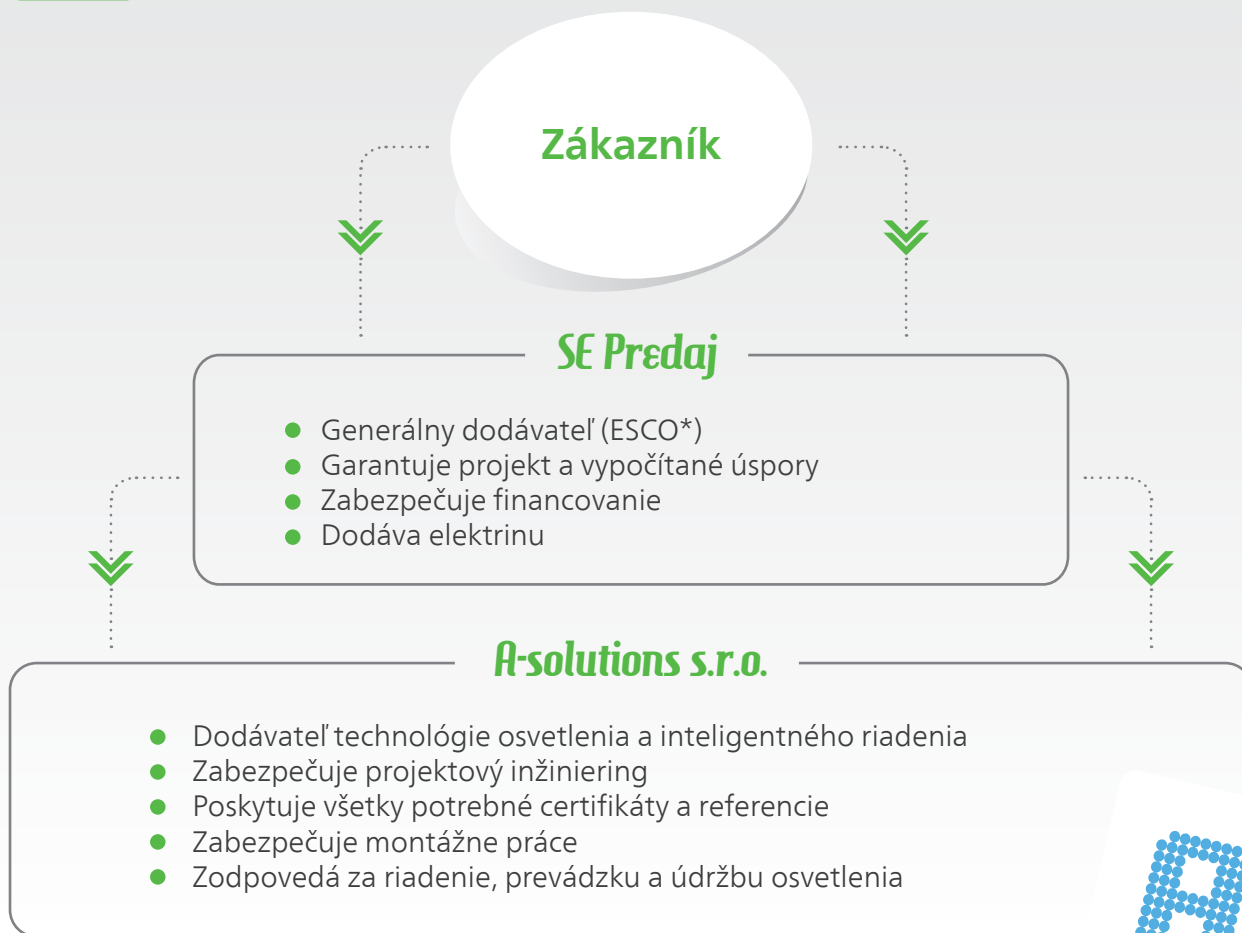 Zákazník
SE Predaj
Generálny dodávateľ (ESCO*)
Garantuje projekt a vypočítané úspory
Zabezpečuje financovanie
Dodáva elektrinu
A-solutions s.r.o.
Dodávateľ technológie osvetlenia a inteligentného riadenia
Zabezpečuje projektový inžiniering
Poskytuje všetky potrebné certifikáty a referencie
Zabezpečuje montážne práce
Zodpovedá za riadenie, prevádzku a údržbu osvetlenia